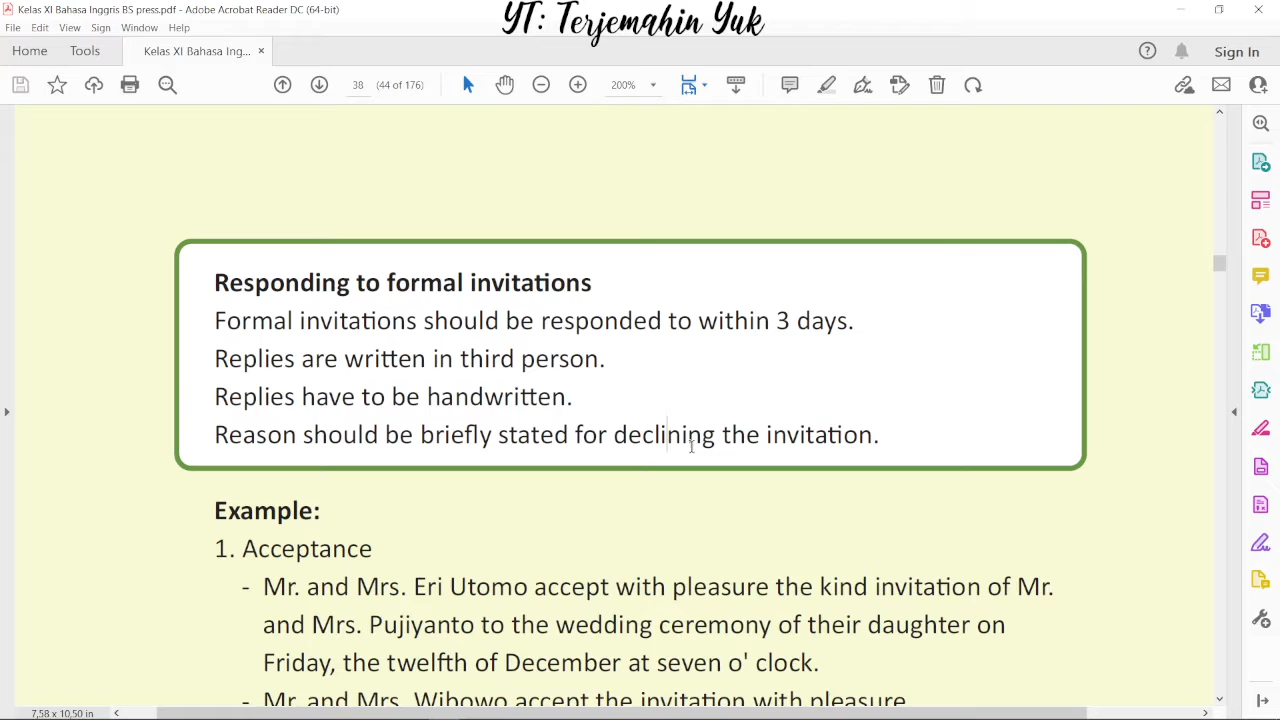 Kelas XI Bahasa Inggris BS press.pdf - Adobe Acrobat Reader DC (64-bit)
YT: Terjemahin Yuk
File Edit View Sign Window Help
Home Tools Kelas XI Bahasa Ing... × Sign In
38 (44 of 176) 200%
Responding to formal invitations
Formal invitations should be responded to within 3 days.
Replies are written in third person.
Replies have to be handwritten.
Reason should be briefly stated for declining the invitation.
Example:
1. Acceptance
- Mr. and Mrs. Eri Utomo accept with pleasure the kind invitation of Mr.
and Mrs. Pujiyanto to the wedding ceremony of their daughter on
Friday, the twelfth of December at seven o' clock.
- Mr. and Mrs. Wibowo accept the invitation with pleasure
7,58 x 10,50 in